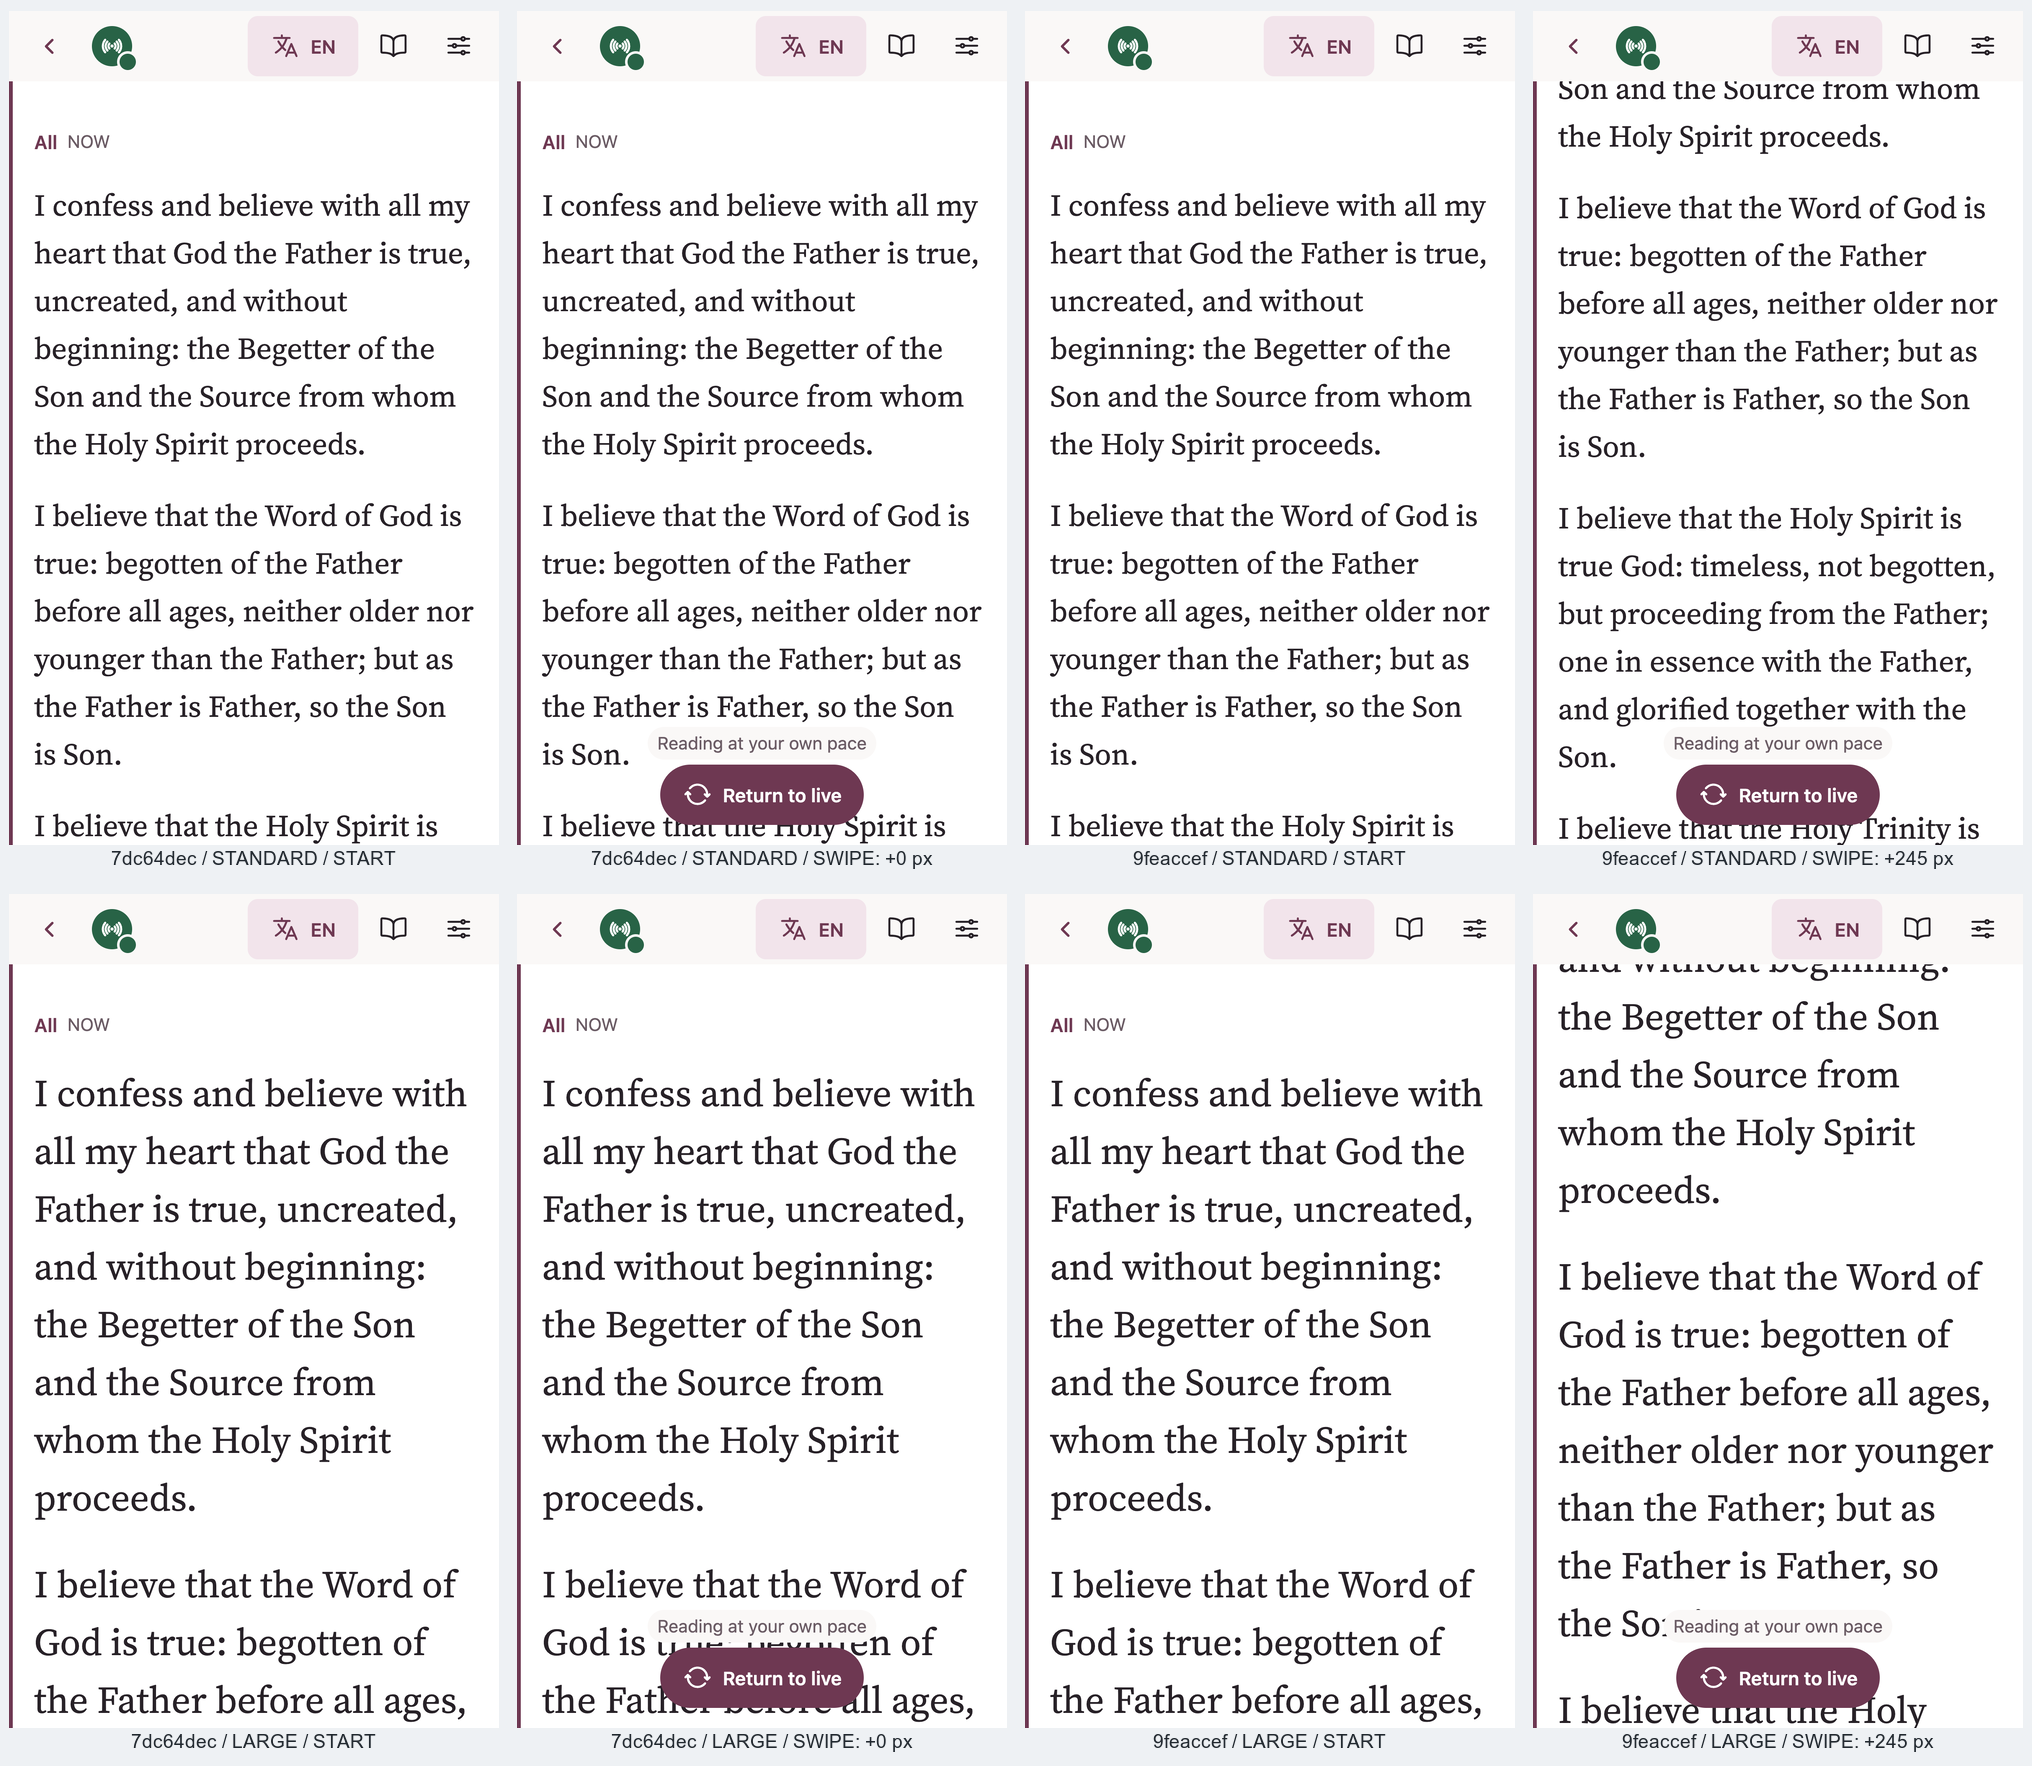 EN
All NOW
I confess and believe with all my
heart that God the Father is true,
uncreated, and without
beginning: the Begetter of the
Son and the Source from whom
the Holy Spirit proceeds.
I believe that the Word of God is
true: begotten of the Father
before all ages, neither older nor
younger than the Father; but as
the Father is Father, so the Son
is Son.
I believe that the Holy Spirit is
7dc64dec / STANDARD / START
EN
All NOW
I confess and believe with all my
heart that God the Father is true,
uncreated, and without
beginning: the Begetter of the
Son and the Source from whom
the Holy Spirit proceeds.
I believe that the Word of God is
true: begotten of the Father
before all ages, neither older nor
younger than the Father; but as
the Father is Father, so the Son
is Son.
Reading at your own pace
Return to live
I believe that the Holy Spirit is
7dc64dec / STANDARD / SWIPE: +0 px
EN
All NOW
I confess and believe with all my
heart that God the Father is true,
uncreated, and without
beginning: the Begetter of the
Son and the Source from whom
the Holy Spirit proceeds.
I believe that the Word of God is
true: begotten of the Father
before all ages, neither older nor
younger than the Father; but as
the Father is Father, so the Son
is Son.
I believe that the Holy Spirit is
9feaccef / STANDARD / START
EN
Son and the Source from whom
the Holy Spirit proceeds.
I believe that the Word of God is
true: begotten of the Father
before all ages, neither older nor
younger than the Father; but as
the Father is Father, so the Son
is Son.
I believe that the Holy Spirit is
true God: timeless, not begotten,
but proceeding from the Father;
one in essence with the Father,
and glorified together with the
Son.
Reading at your own pace
Return to live
I believe that the Holy Trinity is
9feaccef / STANDARD / SWIPE: +245 px
EN
All NOW
I confess and believe with
all my heart that God the
Father is true, uncreated,
and without beginning:
the Begetter of the Son
and the Source from
whom the Holy Spirit
proceeds.
I believe that the Word of
God is true: begotten of
the Father before all ages,
7dc64dec / LARGE / START
EN
All NOW
I confess and believe with
all my heart that God the
Father is true, uncreated,
and without beginning:
the Begetter of the Son
and the Source from
whom the Holy Spirit
proceeds.
I believe that the Word of
Reading at your own pace
God is true: begotten of
Return to live
the Father before all ages,
7dc64dec / LARGE / SWIPE: +0 px
EN
All NOW
I confess and believe with
all my heart that God the
Father is true, uncreated,
and without beginning:
the Begetter of the Son
and the Source from
whom the Holy Spirit
proceeds.
I believe that the Word of
God is true: begotten of
the Father before all ages,
9feaccef / LARGE / START
EN
and without beginning:
the Begetter of the Son
and the Source from
whom the Holy Spirit
proceeds.
I believe that the Word of
God is true: begotten of
the Father before all ages,
neither older nor younger
than the Father; but as
the Father is Father, so
the Son
Reading at your own pace
Return to live
I believe that the Holy
9feaccef / LARGE / SWIPE: +245 px